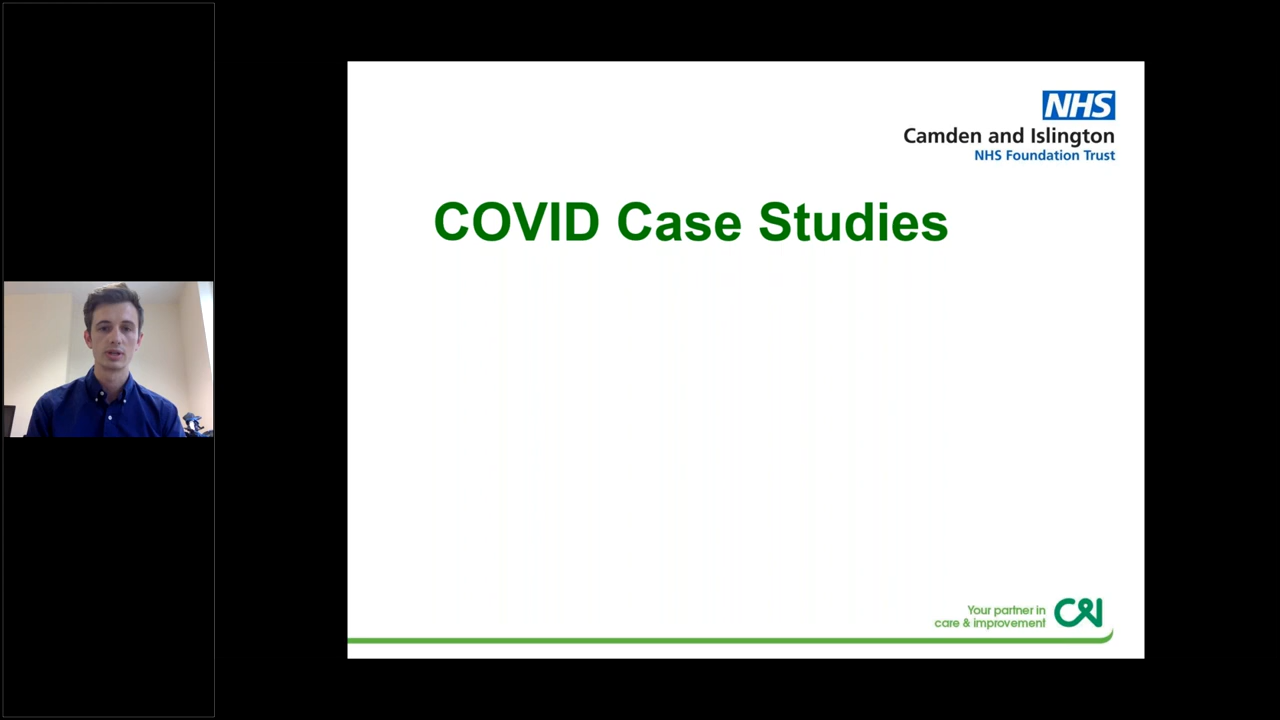 NHS
Camden and Islington
NHS Foundation Trust
COVID Case Studies
Your partner in
care & improvement
C&I